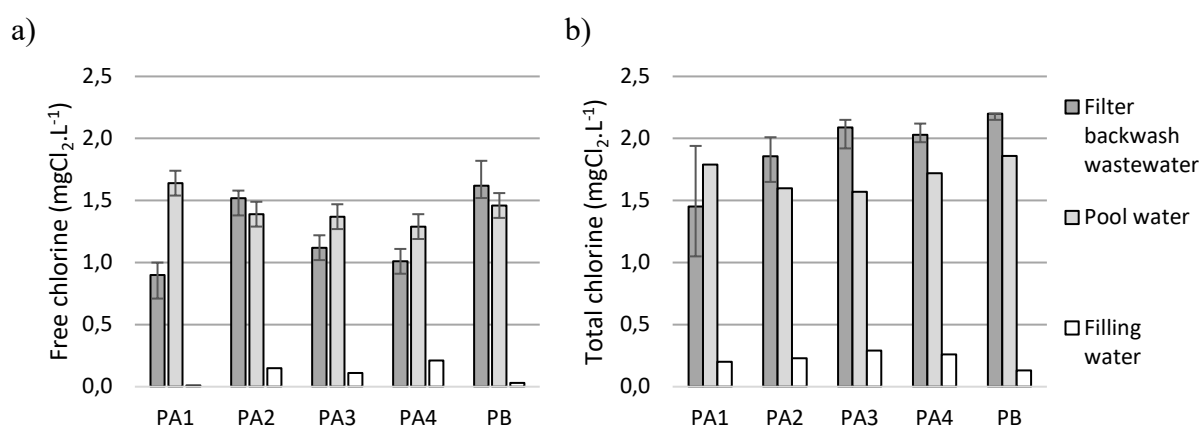 a)
Free chlorine (mgCl₂.L⁻¹)
2,5
2,0
1,5
1,0
0,5
0,0
PA1 PA2 PA3 PA4 PB
b)
Total chlorine (mgCl₂.L⁻¹)
2,5
2,0
1,5
1,0
0,5
0,0
PA1 PA2 PA3 PA4 PB
Filter
backwash
wastewater
Pool water
Filling
water